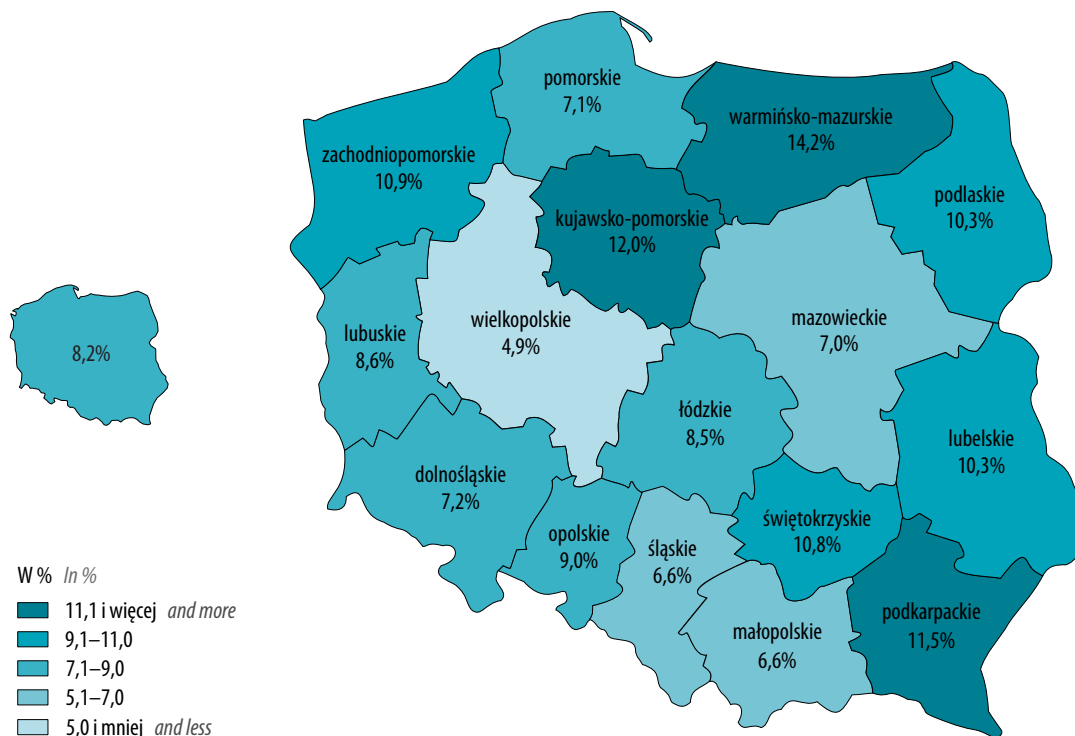 pomorskie
7,1%
warmińsko-mazurskie
14,2%
zachodniopomorskie
10,9%
podlaskie
10,3%
kujawsko-pomorskie
12,0%
wielkopolskie
4,9%
mazowieckie
7,0%
lubuskie
8,6%
8,2%
łódzkie
8,5%
lubelskie
10,3%
dolnośląskie
7,2%
świętokrzyskie
10,8%
opolskie
9,0%
śląskie
6,6%
podkarpackie
11,5%
małopolskie
6,6%
W % In %
11,1 i więcej and more
9,1–11,0
7,1–9,0
5,1–7,0
5,0 i mniej and less